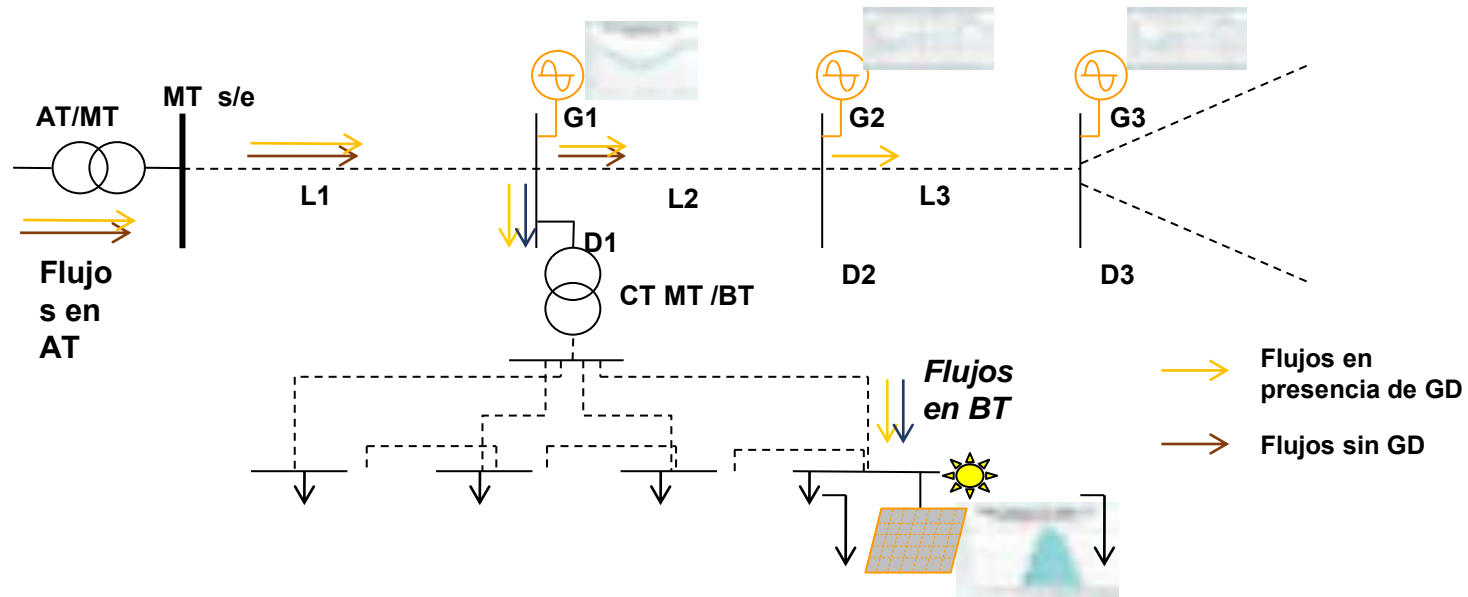 MT s/e
AT/MT
G1
G2
G3
L1
L2
L3
D1
D2
D3
Flujo
s en
AT
CT MT /BT
Flujos
en BT
Flujos en
presencia de GD
Flujos sin GD